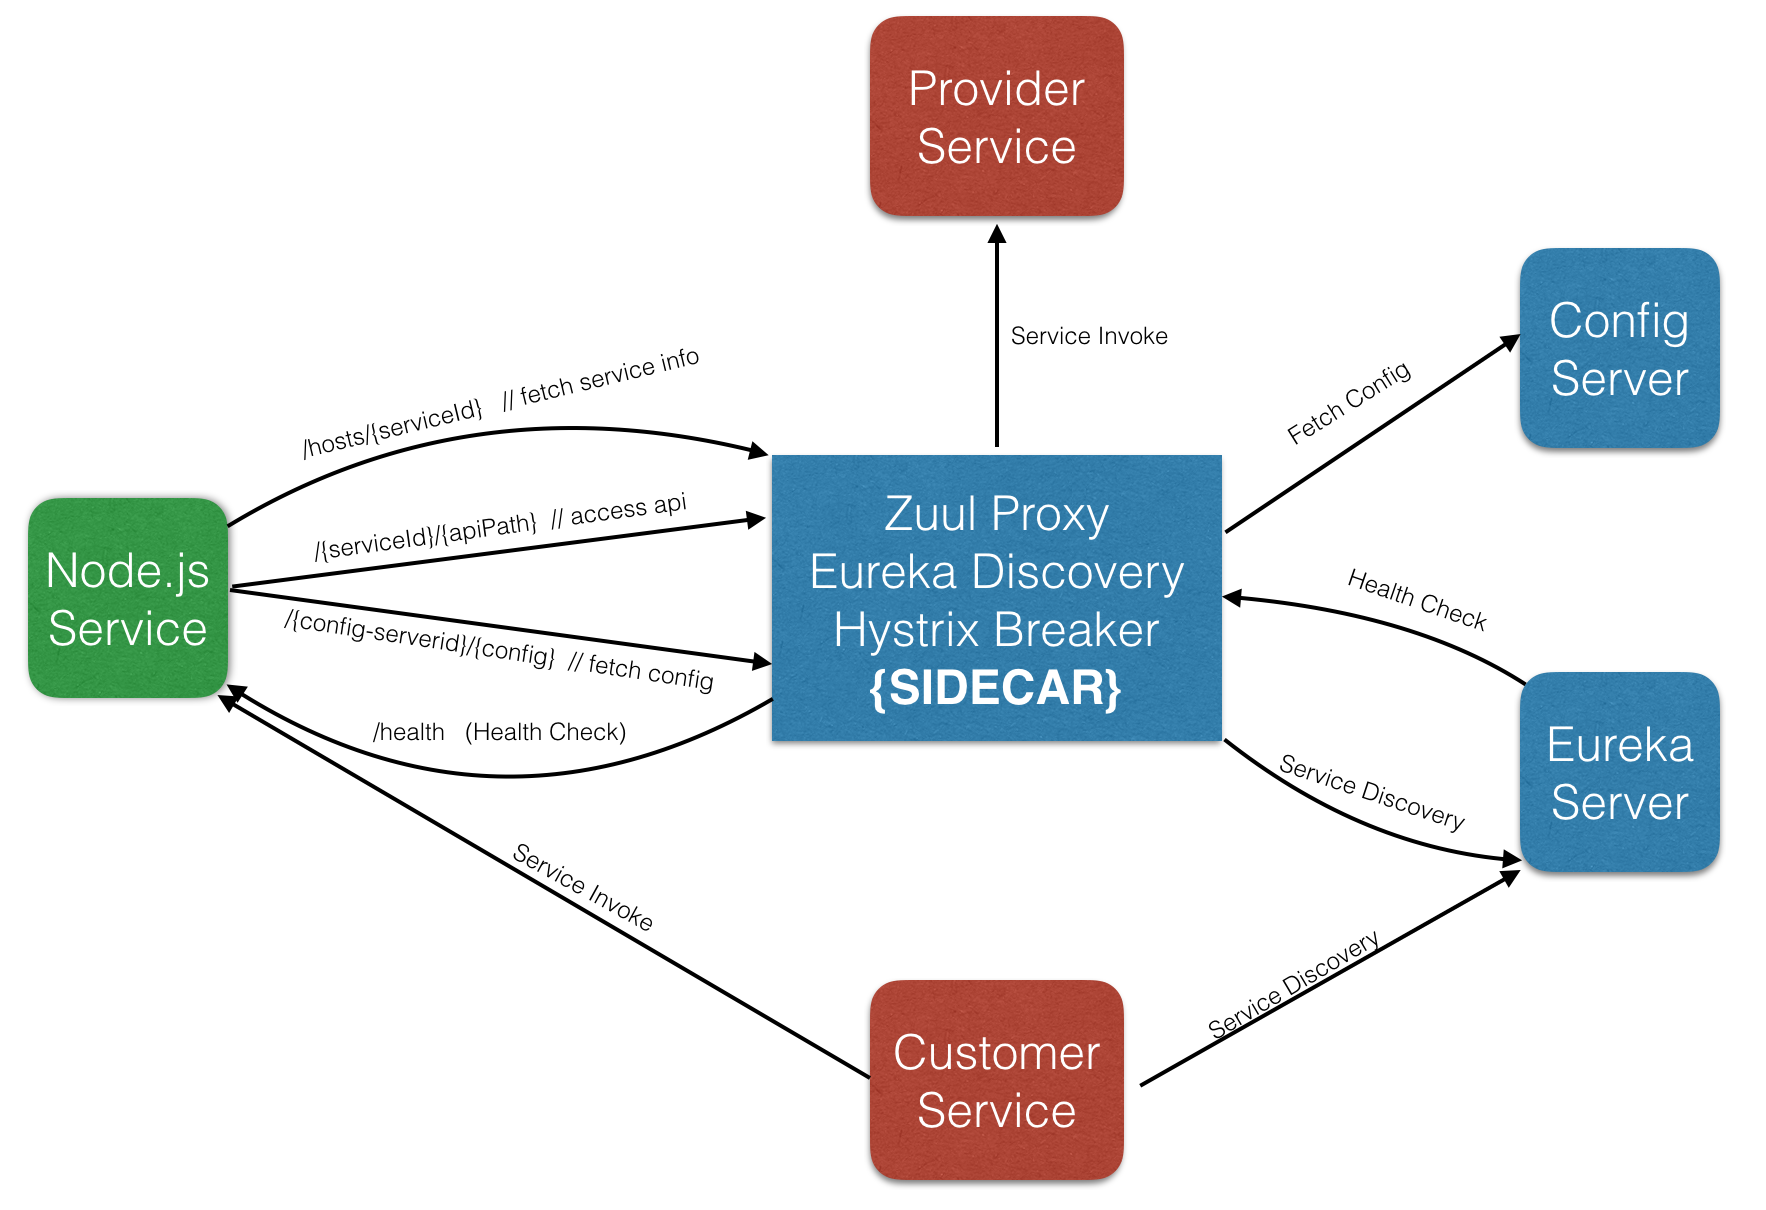 Provider
Service
Service Invoke
Config
Server
Fetch Config
/hosts/{serviceId}   // fetch service info
/{serviceId}/{apiPath}  // access api
/{config-serverid}/{config}  // fetch config
/health   (Health Check)
Node.js
Service
Zuul Proxy
Eureka Discovery
Hystrix Breaker
{SIDECAR}
Health Check
Service Discovery
Eureka
Server
Service Invoke
Service Discovery
Customer
Service